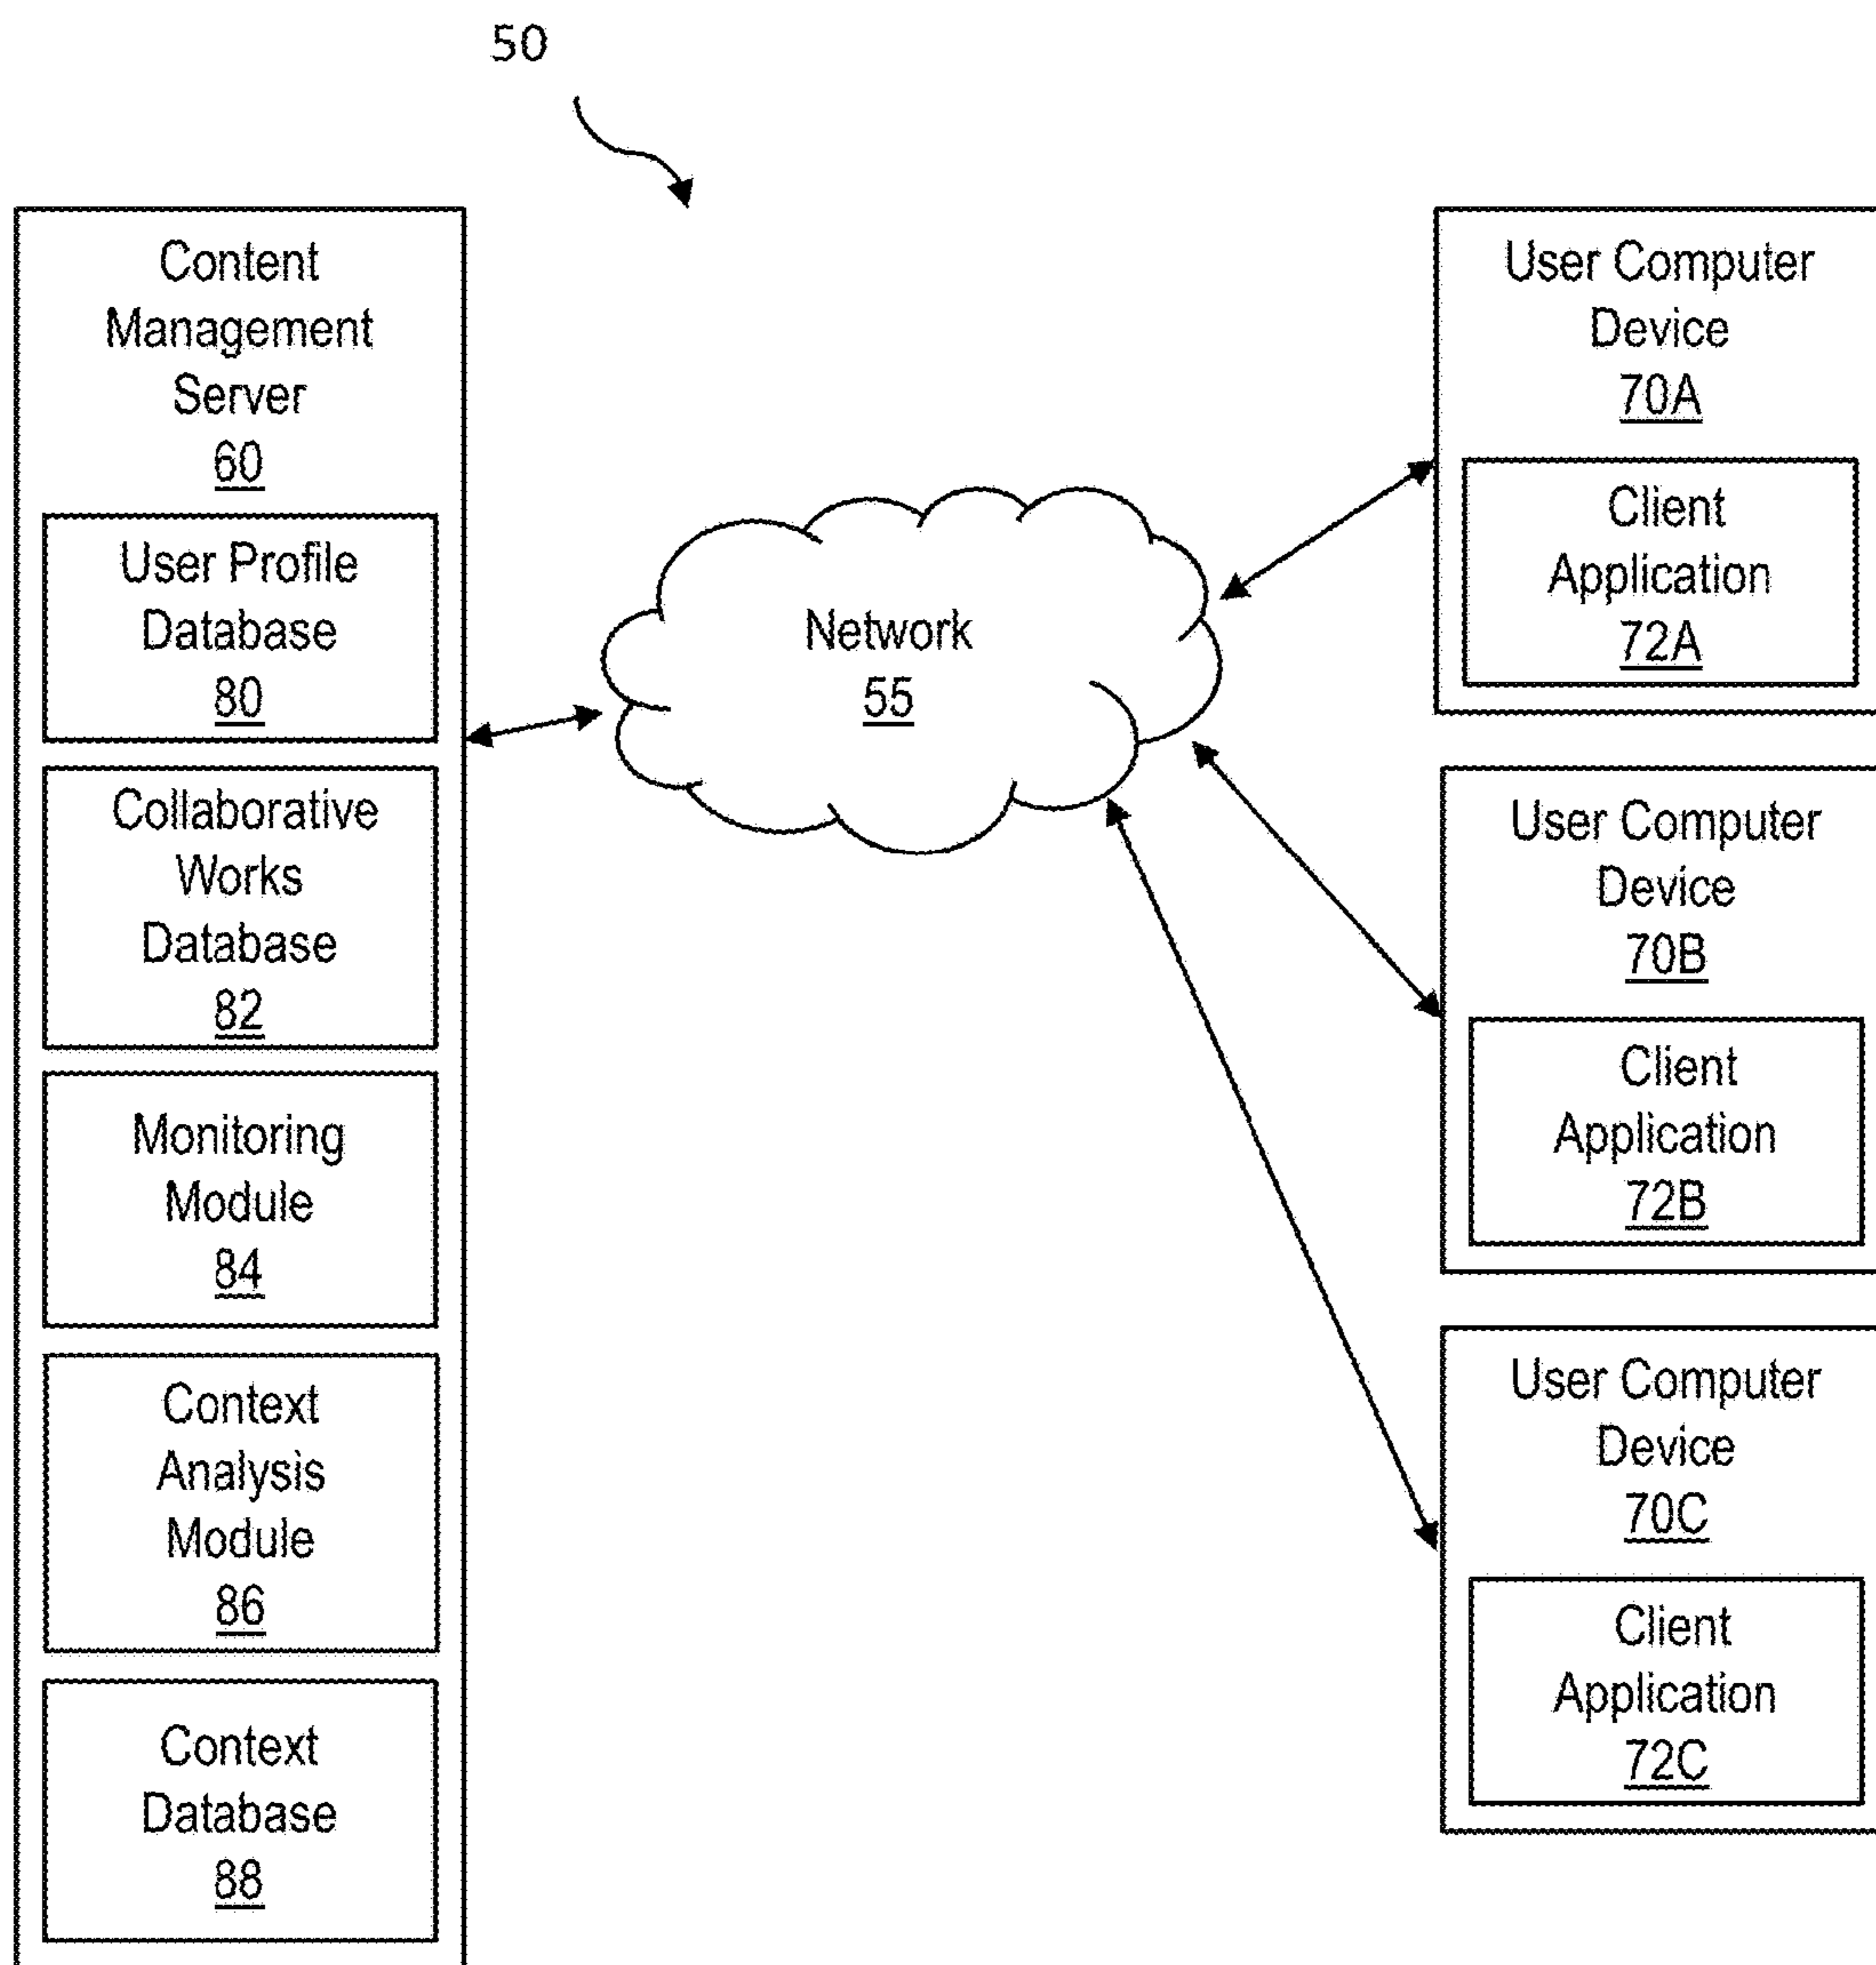 50
Content
Management
Server
60
User Profile
Database
80
Collaborative
Works
Database
82
Monitoring
Module
84
Context
Analysis
Module
86
Context
Database
88
Network
55
User Computer
Device
70A
Client
Application
72A
User Computer
Device
70B
Client
Application
72B
User Computer
Device
70C
Client
Application
72C